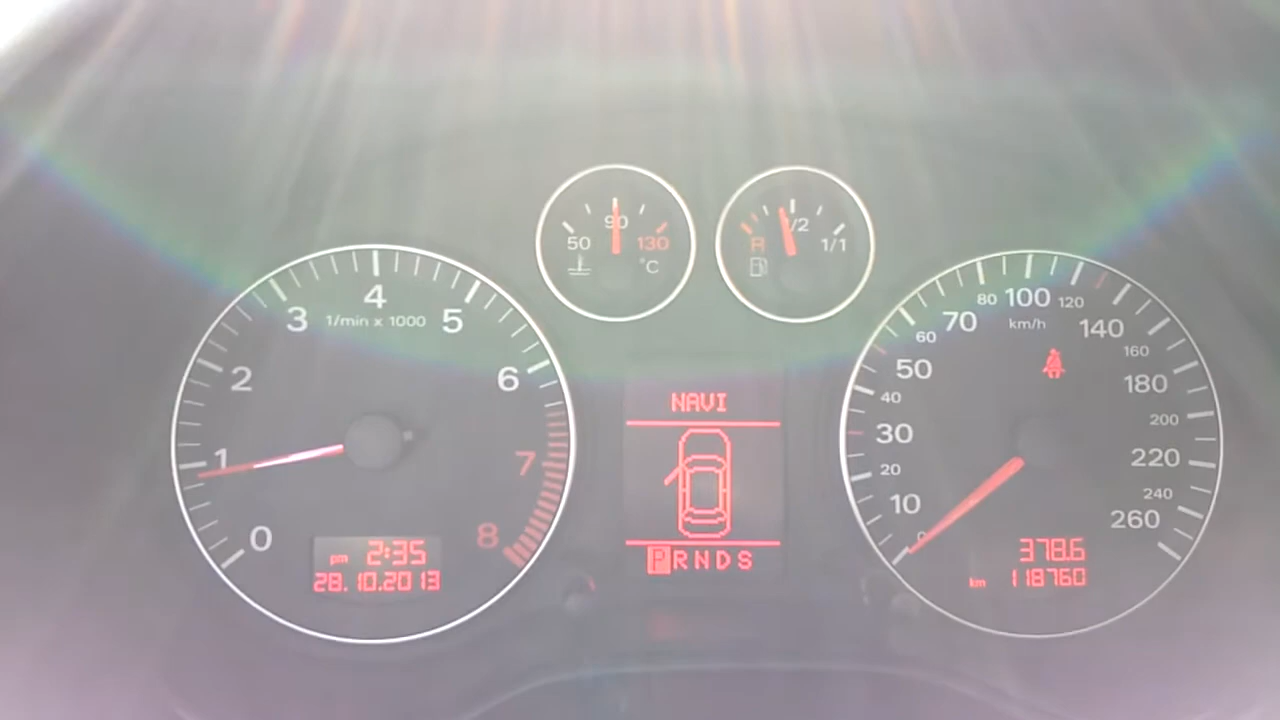 0 1 2 3 4 5 6 7 8
1/min x 1000
pm 2:35
28.10.2013
50 90 130
°C
R 1/2 1/1
NAVI
PRNDS
0 10 20 30 40 50 60 70 80 100 120 140 160 180 200 220 240 260
km/h
378.6
km 118760